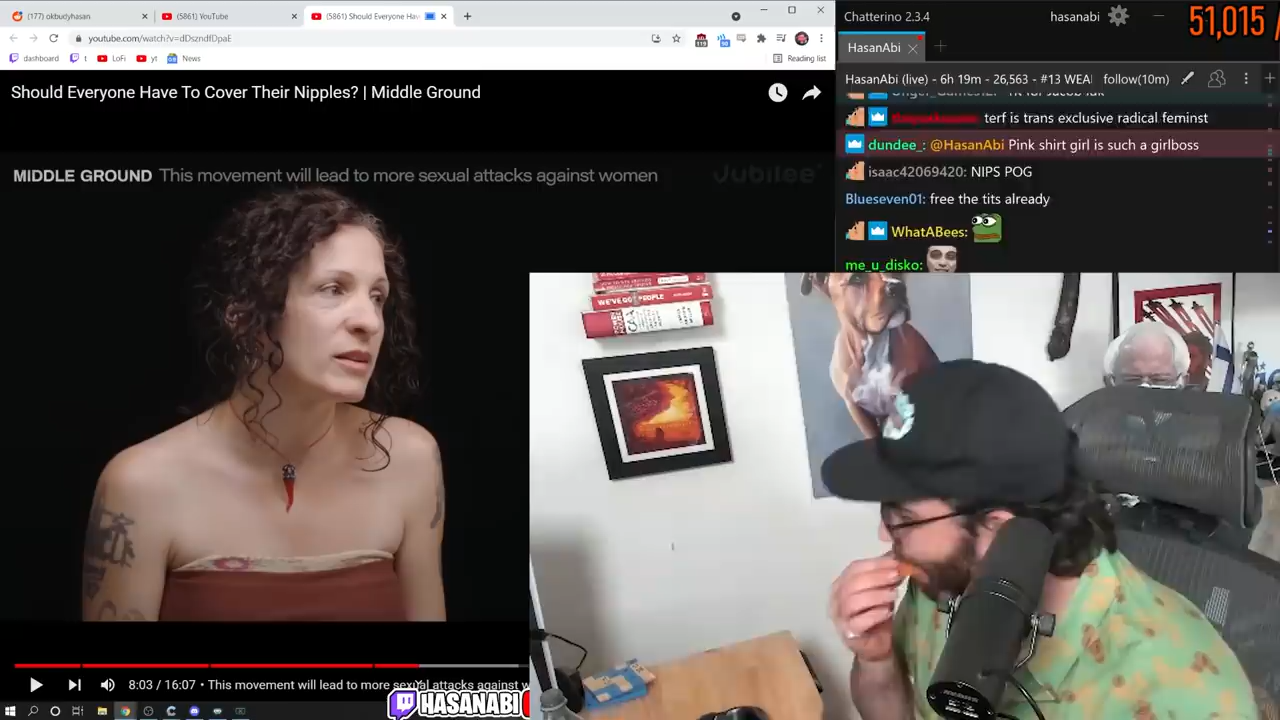 (177) okbudyhasan
(5861) YouTube
(5861) Should Everyone Hav
youtube.com/watch?v=dDszndfDpaE
dashboard
t
LoFi
yt
News
Reading list
Should Everyone Have To Cover Their Nipples? | Middle Ground
MIDDLE GROUND This movement will lead to more sexual attacks against women
Jubilee
8:03 / 16:07 • This movement will lead to more sexual attacks against w
HASANABI
Chatterino 2.3.4
hasanabi
51,015 /
HasanAbi
HasanAbi (live) - 6h 19m - 26,563 - #13 WEA
follow(10m)
terf is trans exclusive radical feminst
dundee_: @HasanAbi Pink shirt girl is such a girlboss
isaac42069420: NIPS POG
Blueseven01: free the tits already
WhatABees:
me_u_disko:
WE'VE GOT PEOPLE